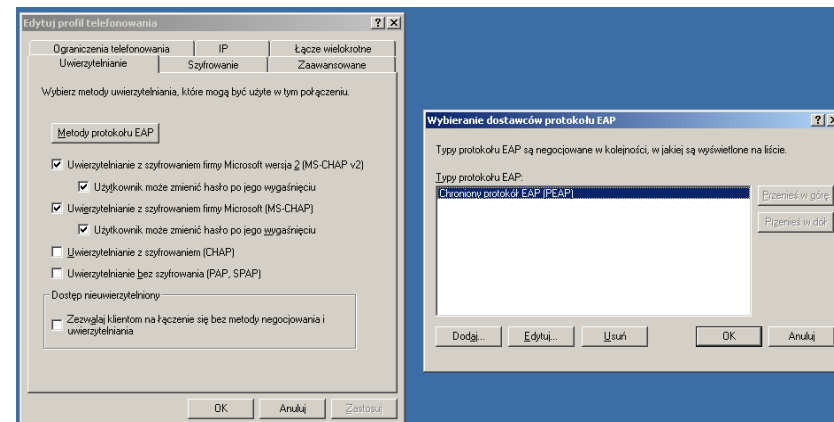 Edytuj profil telefonowania
Ograniczenia telefonowania
IP
Łącze wielokrotne
Uwierzytelnianie
Szyfrowanie
Zaawansowane
Wybierz metody uwierzytelniania, które mogą być użyte w tym połączeniu.
Metody protokołu EAP
Uwierzytelnianie z szyfrowaniem firmy Microsoft wersja 2 (MS-CHAP v2)
Użytkownik może zmienić hasło po jego wygaśnięciu
Uwierzytelnianie z szyfrowaniem firmy Microsoft (MS-CHAP)
Użytkownik może zmienić hasło po jego wygaśnięciu
Uwierzytelnianie z szyfrowaniem (CHAP)
Uwierzytelnianie bez szyfrowania (PAP, SPAP)
Dostęp nieuwierzytelniony
Zezwalaj klientom na łączenie się bez metody negocjowania i
uwierzytelniania
OK
Anuluj
Zastosuj
Wybieranie dostawców protokołu EAP
Typy protokołu EAP są negocjowane w kolejności, w jakiej są wyświetlone na liście.
Typy protokołu EAP:
Chroniony protokół EAP (PEAP)
Przenieś w górę
Przenieś w dół
Dodaj...
Edytuj...
Usuń
OK
Anuluj